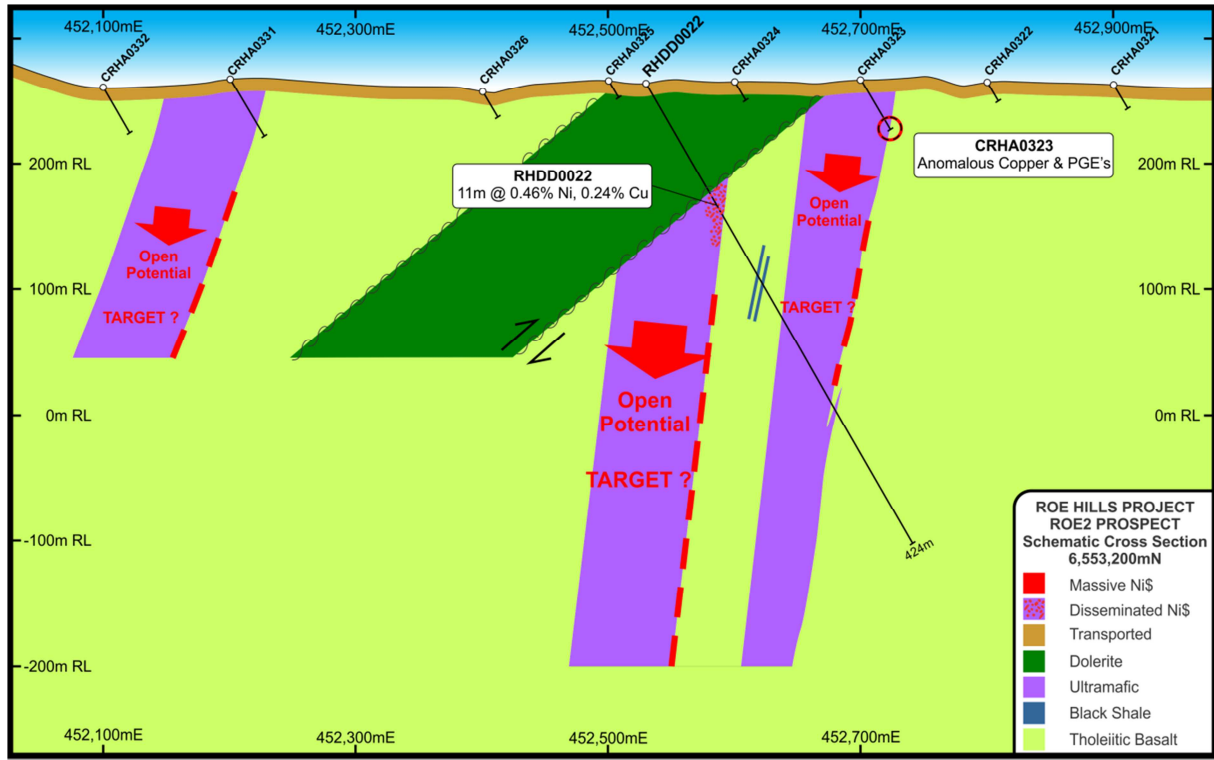 452,100mE
452,300mE
452,500mE
452,700mE
452,900mE
CRHA0332
CRHA0331
CRHA0326
CRHA0325
RHDD0022
CRHA0324
CRHA0323
CRHA0322
CRHA0321
200m RL
200m RL
CRHA0323
Anomalous Copper & PGE's
RHDD0022
11m @ 0.46% Ni, 0.24% Cu
Open
Potential
TARGET ?
Open
Potential
TARGET ?
Open
Potential
TARGET ?
100m RL
100m RL
0m RL
0m RL
-100m RL
-200m RL
424m
ROE HILLS PROJECT
ROE2 PROSPECT
Schematic Cross Section
6,553,200mN
Massive Ni$
Disseminated Ni$
Transported
Dolerite
Ultramafic
Black Shale
Tholeiitic Basalt
452,100mE
452,300mE
452,500mE
452,700mE